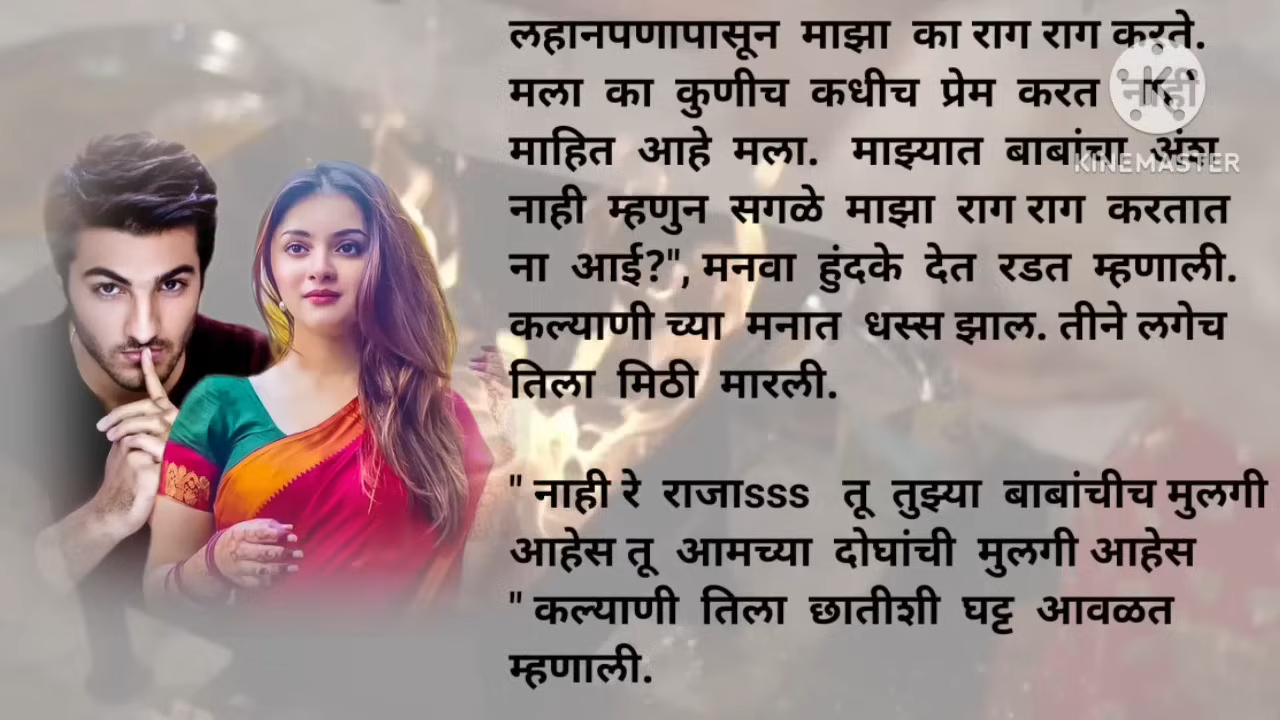 लहानपणापासून माझा का राग राग करते.
मला का कुणीच कधीच प्रेम करत नाही
माहित आहे मला. माझ्यात बाबांचा अंश
नाही म्हणुन सगळे माझा राग राग करतात
ना आई?", मनवा हुंदके देत रडत म्हणाली.
कल्याणी च्या मनात धस्स झाल. तीने लगेच
तिला मिठी मारली.
" नाही रे राजाsss तू तुझ्या बाबांचीच मुलगी
आहेस तू आमच्या दोघांची मुलगी आहेस
" कल्याणी तिला छातीशी घट्ट आवळत
म्हणाली.
K
KINEMASTER